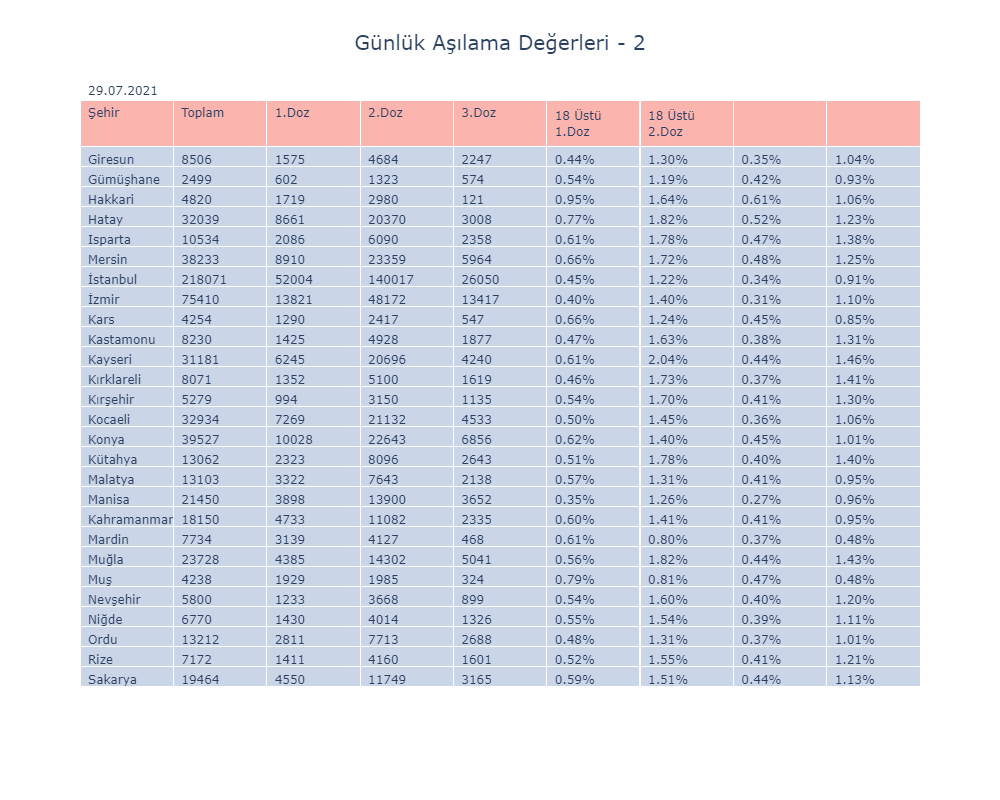 Günlük Aşılama Değerleri - 2
29.07.2021
Şehir Toplam 1.Doz 2.Doz 3.Doz 18 Üstü 1.Doz 18 Üstü 2.Doz
Giresun 8506 1575 4684 2247 0.44% 1.30% 0.35% 1.04%
Gümüşhane 2499 602 1323 574 0.54% 1.19% 0.42% 0.93%
Hakkari 4820 1719 2980 121 0.95% 1.64% 0.61% 1.06%
Hatay 32039 8661 20370 3008 0.77% 1.82% 0.52% 1.23%
Isparta 10534 2086 6090 2358 0.61% 1.78% 0.47% 1.38%
Mersin 38233 8910 23359 5964 0.66% 1.72% 0.48% 1.25%
İstanbul 218071 52004 140017 26050 0.45% 1.22% 0.34% 0.91%
İzmir 75410 13821 48172 13417 0.40% 1.40% 0.31% 1.10%
Kars 4254 1290 2417 547 0.66% 1.24% 0.45% 0.85%
Kastamonu 8230 1425 4928 1877 0.47% 1.63% 0.38% 1.31%
Kayseri 31181 6245 20696 4240 0.61% 2.04% 0.44% 1.46%
Kırklareli 8071 1352 5100 1619 0.46% 1.73% 0.37% 1.41%
Kırşehir 5279 994 3150 1135 0.54% 1.70% 0.41% 1.30%
Kocaeli 32934 7269 21132 4533 0.50% 1.45% 0.36% 1.06%
Konya 39527 10028 22643 6856 0.62% 1.40% 0.45% 1.01%
Kütahya 13062 2323 8096 2643 0.51% 1.78% 0.40% 1.40%
Malatya 13103 3322 7643 2138 0.57% 1.31% 0.41% 0.95%
Manisa 21450 3898 13900 3652 0.35% 1.26% 0.27% 0.96%
Kahramanmar 18150 4733 11082 2335 0.60% 1.41% 0.41% 0.95%
Mardin 7734 3139 4127 468 0.61% 0.80% 0.37% 0.48%
Muğla 23728 4385 14302 5041 0.56% 1.82% 0.44% 1.43%
Muş 4238 1929 1985 324 0.79% 0.81% 0.47% 0.48%
Nevşehir 5800 1233 3668 899 0.54% 1.60% 0.40% 1.20%
Niğde 6770 1430 4014 1326 0.55% 1.54% 0.39% 1.11%
Ordu 13212 2811 7713 2688 0.48% 1.31% 0.37% 1.01%
Rize 7172 1411 4160 1601 0.52% 1.55% 0.41% 1.21%
Sakarya 19464 4550 11749 3165 0.59% 1.51% 0.44% 1.13%